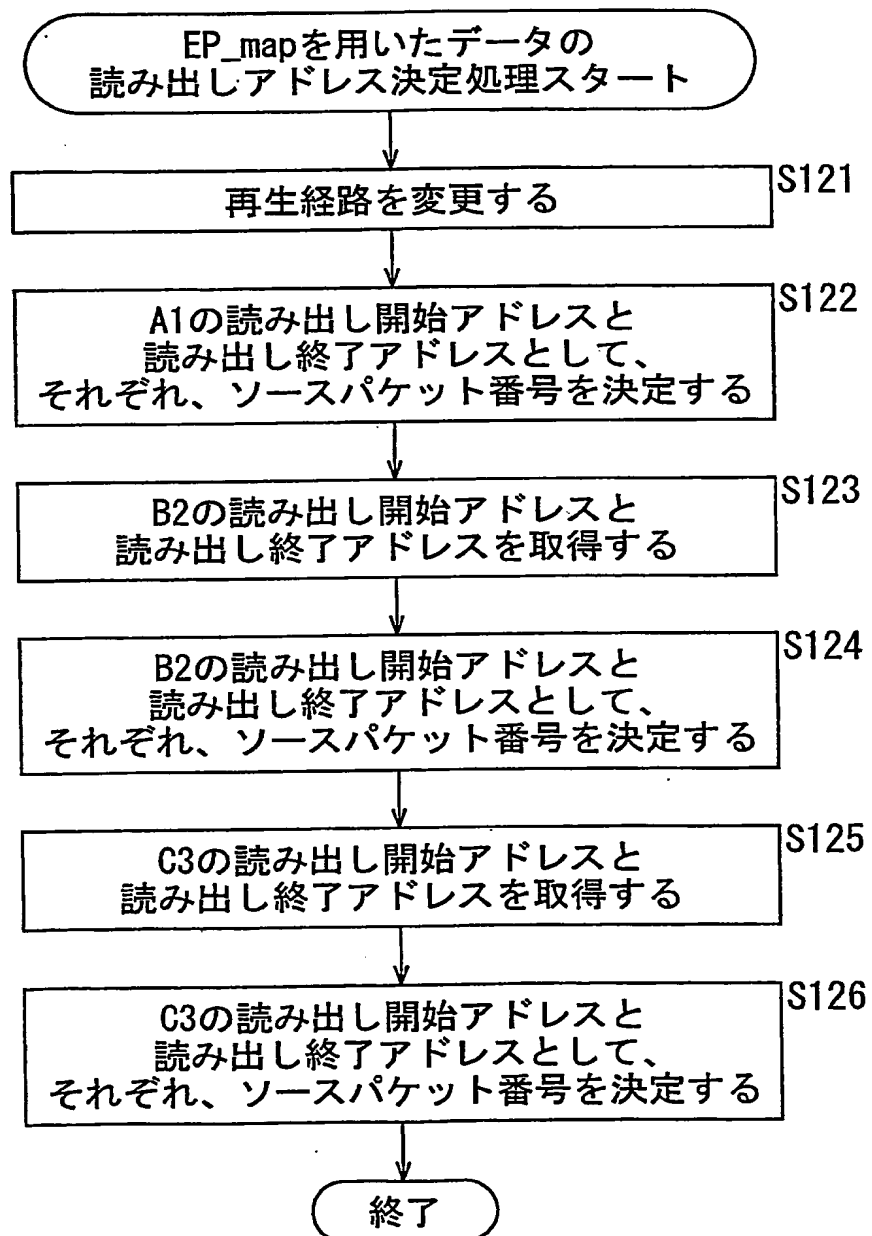 EP_mapを用いたデータの
読み出しアドレス決定処理スタート
S121
再生経路を変更する
S122
A1の読み出し開始アドレスと
読み出し終了アドレスとして、
それぞれ、ソースパケット番号を決定する
S123
B2の読み出し開始アドレスと
読み出し終了アドレスを取得する
S124
B2の読み出し開始アドレスと
読み出し終了アドレスとして、
それぞれ、ソースパケット番号を決定する
S125
C3の読み出し開始アドレスと
読み出し終了アドレスを取得する
S126
C3の読み出し開始アドレスと
読み出し終了アドレスとして、
それぞれ、ソースパケット番号を決定する
終了